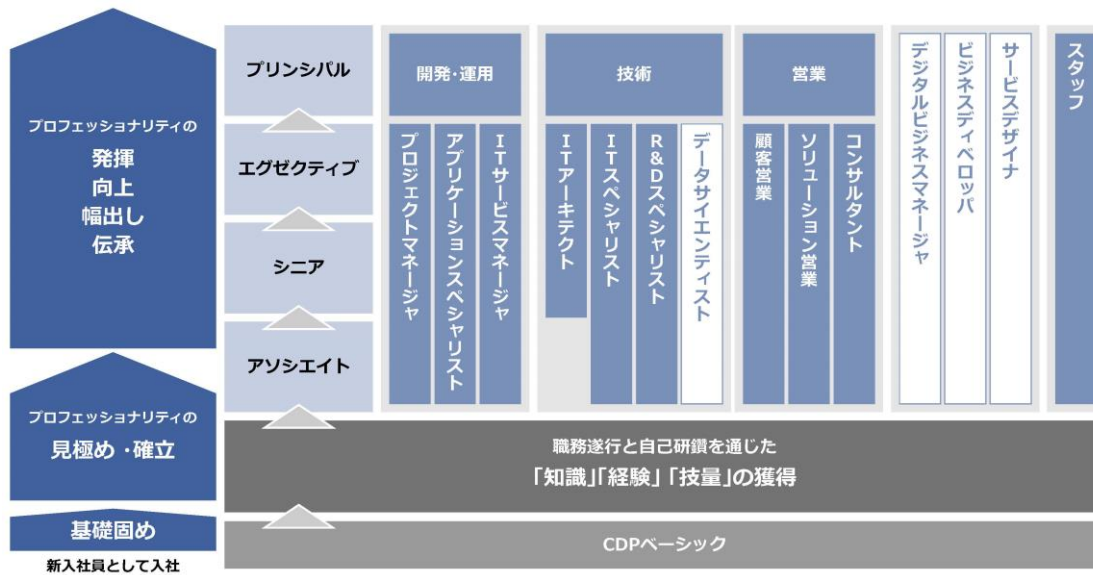 プロフェッショナリティの
発揮
向上
幅出し
伝承
プロフェッショナリティの
見極め・確立
基礎固め
新入社員として入社
プリンシパル
エグゼクティブ
シニア
アソシエイト
開発・運用
プロジェクトマネージャ
アプリケーションスペシャリスト
ITサービスマネージャ
技術
ITアーキテクト
ITスペシャリスト
R&Dスペシャリスト
データサイエンティスト
営業
顧客営業
ソリューション営業
コンサルタント
デジタルビジネスマネージャ
ビジネスディベロッパ
サービスデザイナ
スタッフ
職務遂行と自己研鑽を通じた
「知識」「経験」「技量」の獲得
CDPベーシック